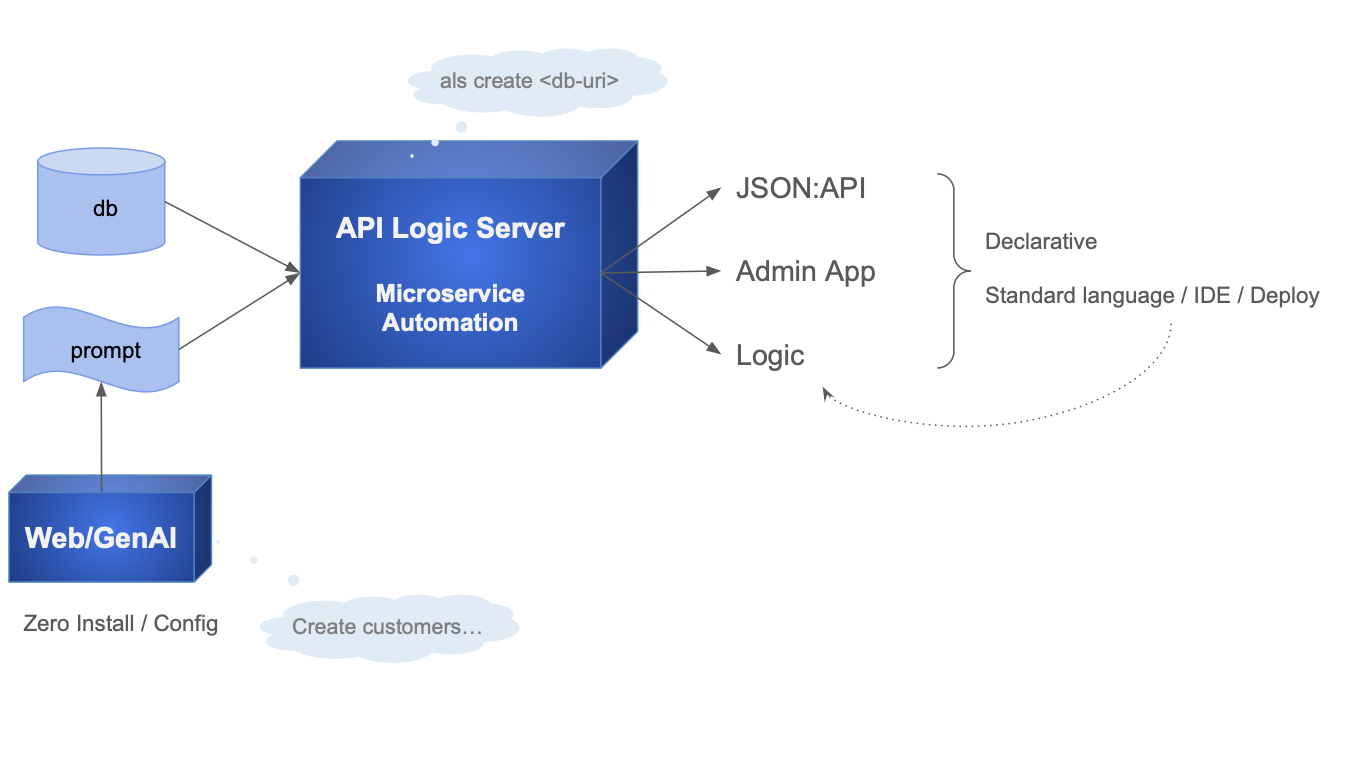 als create <db-uri>
db
API Logic Server
Microservice
Automation
JSON:API
Admin App
Logic
Declarative
Standard language / IDE / Deploy
prompt
Web/GenAI
Zero Install / Config
Create customers…